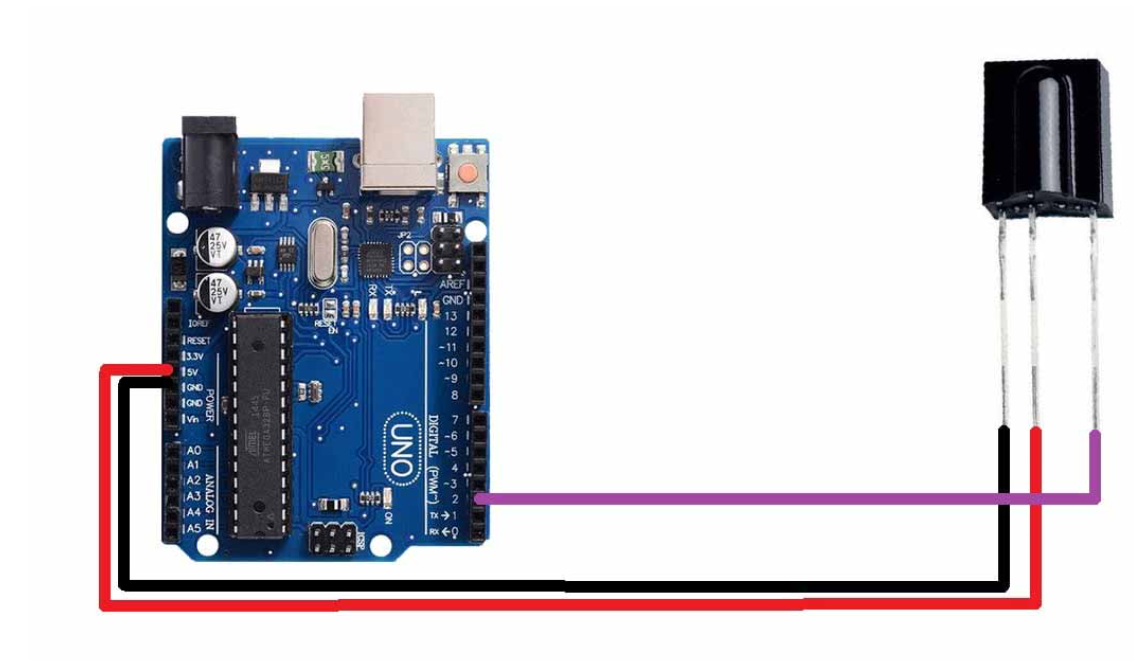 47
25V
VT
47
25V
VT
5X5
JP2
AREF
GND
13
12
~11
~10
~9
8
7
~6
~5
4
~3
2
TX→1
RX←0
DIGITAL (PWM~)
TX
RX
L
RESET
EN
IOREF
RESET
3.3V
5V
GND
GND
Vin
POWER
A0
A1
A2
A3
A4
A5
ANALOG IN
ATMEL
UNO
ON
ICSP